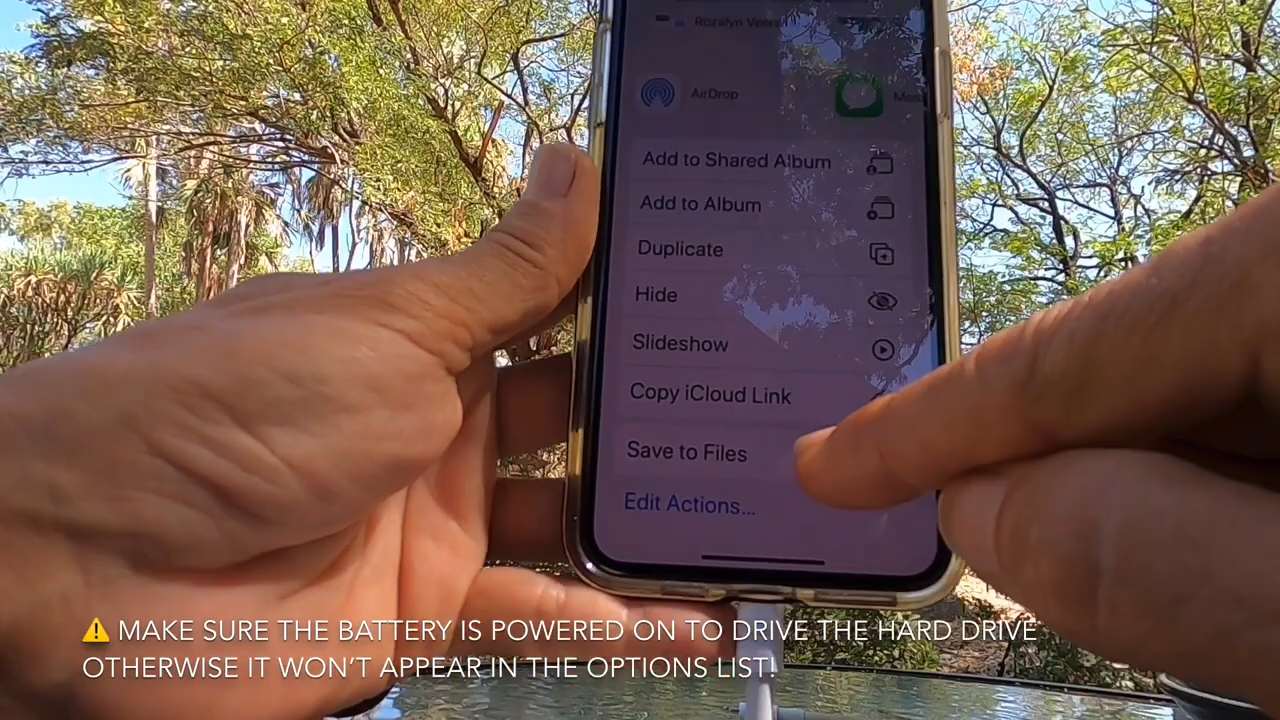 Rozalyn
AirDrop
Add to Shared Album
Add to Album
Duplicate
Hide
Slideshow
Copy iCloud Link
Save to Files
Edit Actions...
⚠️ MAKE SURE THE BATTERY IS POWERED ON TO DRIVE THE HARD DRIVE
OTHERWISE IT WON’T APPEAR IN THE OPTIONS LIST!